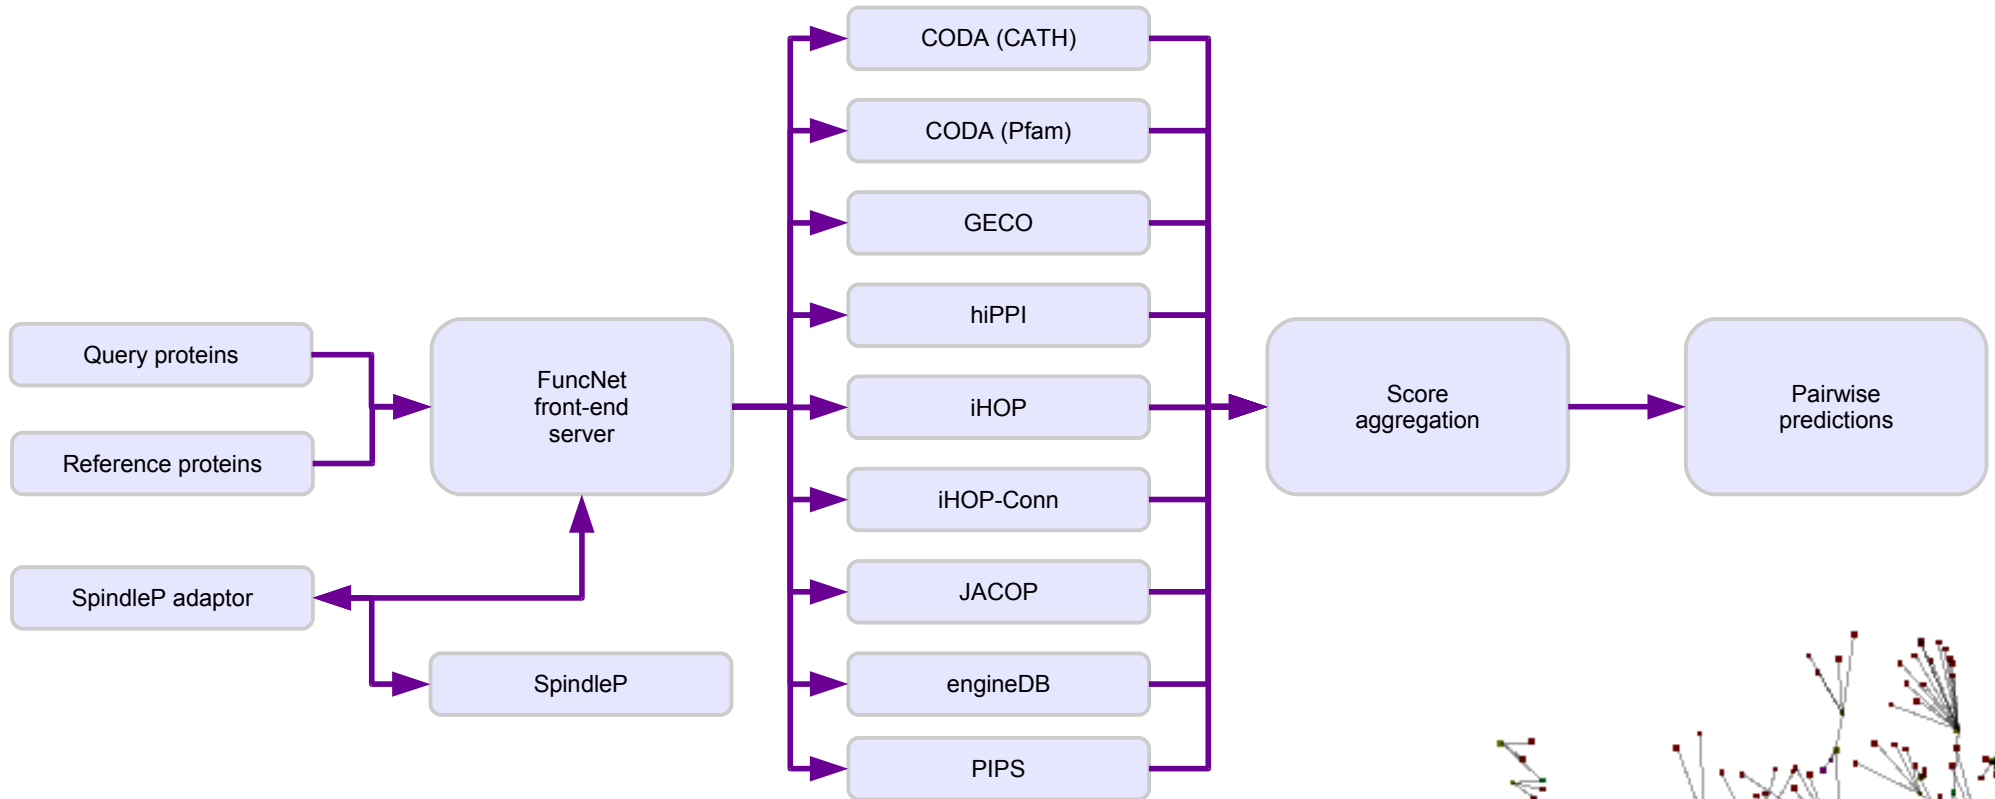 Query proteins
Reference proteins
SpindleP adaptor
SpindleP
FuncNet
front-end
server
CODA (CATH)
CODA (Pfam)
GECO
hiPPI
iHOP
iHOP-Conn
JACOP
engineDB
PIPS
Score
aggregation
Pairwise
predictions